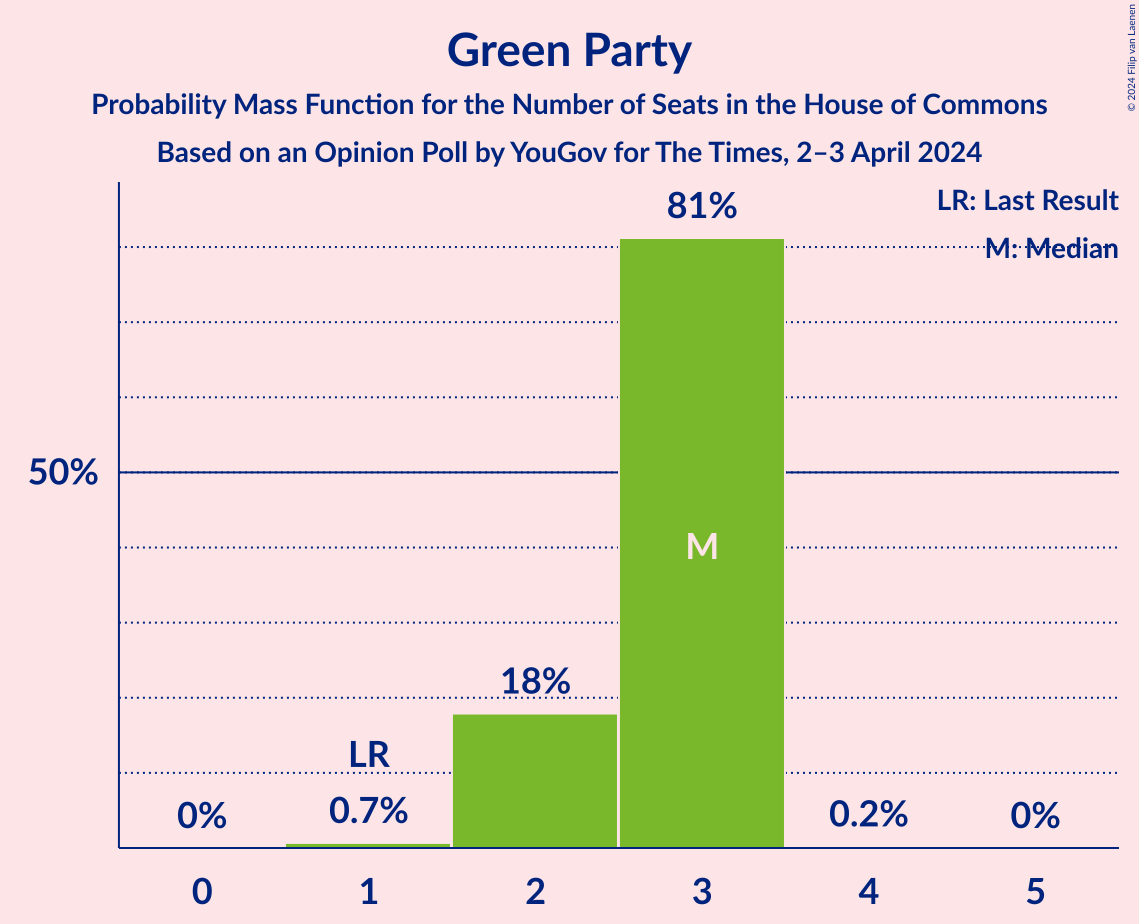 Green Party
Probability Mass Function for the Number of Seats in the House of Commons
Based on an Opinion Poll by YouGov for The Times, 2–3 April 2024
© 2024 Filip van Laenen
LR: Last Result
M: Median
81%
50%
M
18%
LR
0%
0.7%
0.2%
0%
0 1 2 3 4 5